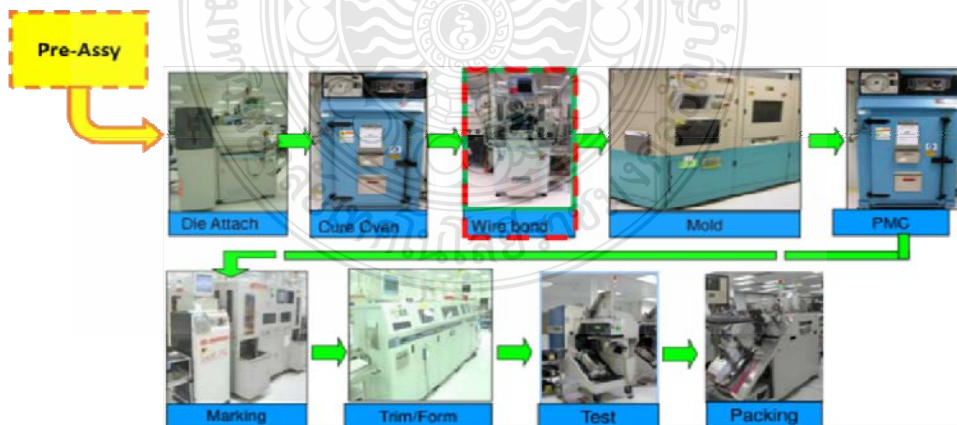 Pre-Assy
Die Attach
Cure Oven
Wire bond
Mold
PMC
Marking
Trim/Form
Test
Packing